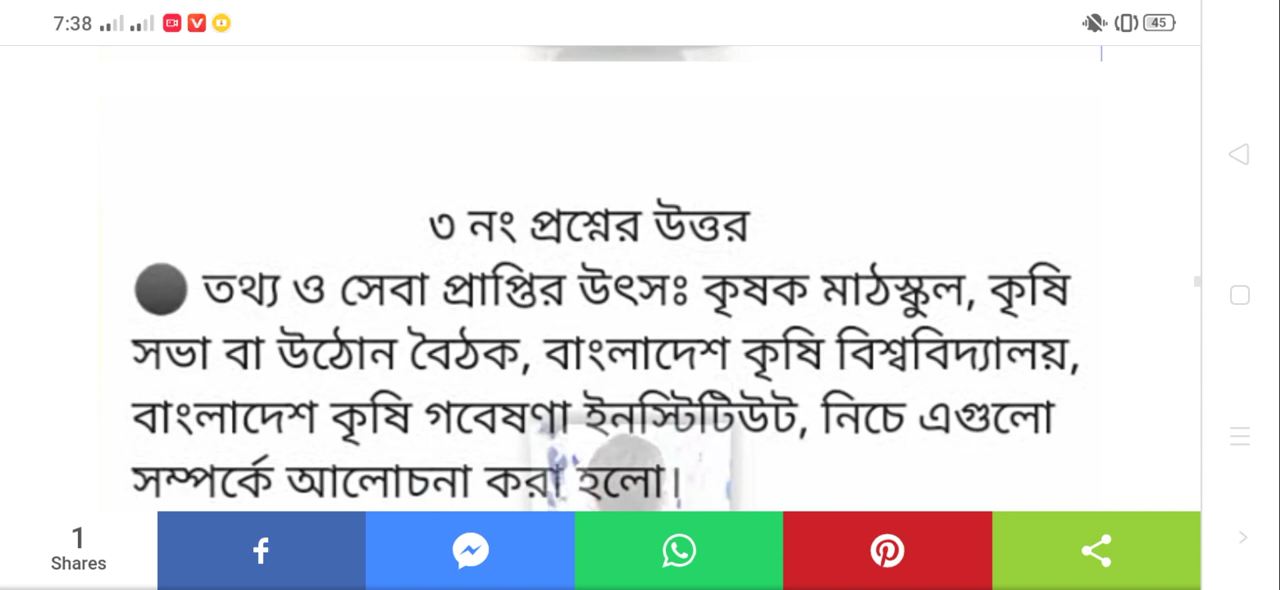 7:38
45
৩ নং প্রশ্নের উত্তর
তথ্য ও সেবা প্রাপ্তির উৎসঃ কৃষক মাঠস্কুল, কৃষি
সভা বা উঠোন বৈঠক, বাংলাদেশ কৃষি বিশ্ববিদ্যালয়,
বাংলাদেশ কৃষি গবেষণা ইনস্টিটিউট, নিচে এগুলো
সম্পর্কে আলোচনা করা হলো।
1
Shares